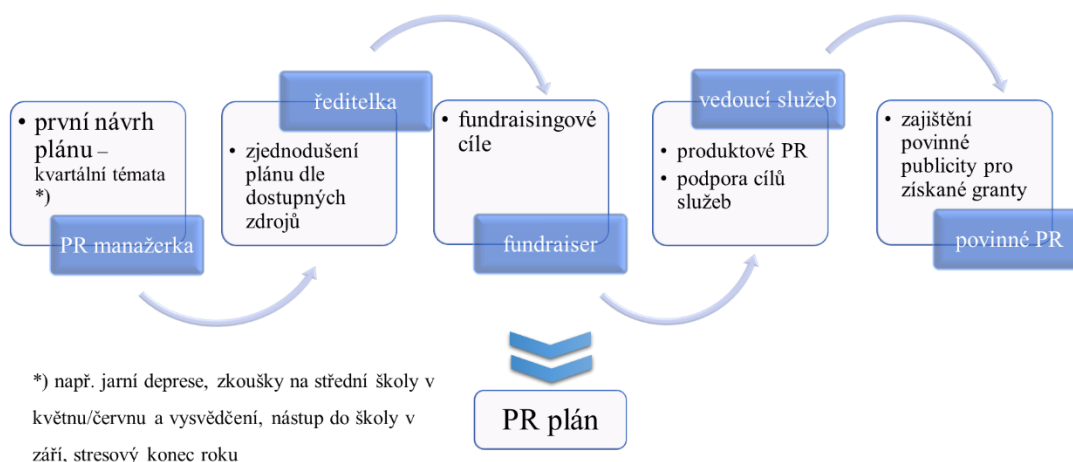 • první návrh
plánu – 
kvartální témata
*)
PR manažerka
ředitelka
• zjednodušení
plánu dle
dostupných
zdrojů
• fundraisingové
cíle
fundraiser
vedoucí služeb
• produktové PR
• podpora cílů
služeb
• zajištění
povinné
publicity pro
získané granty
povinné PR
PR plán
*) např. jarní deprese, zkoušky na střední školy v
květnu/červnu a vysvědčení, nástup do školy v
září, stresový konec roku